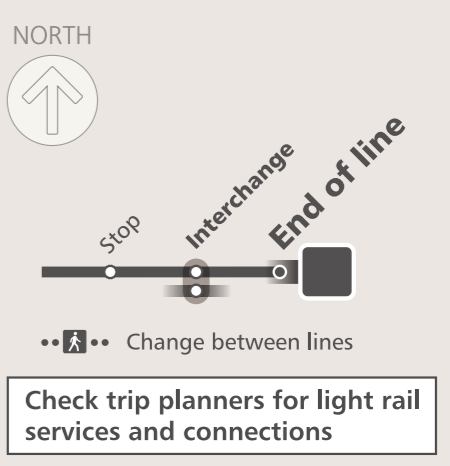 NORTH
Stop
Interchange
End of line
Change between lines
Check trip planners for light rail
services and connections